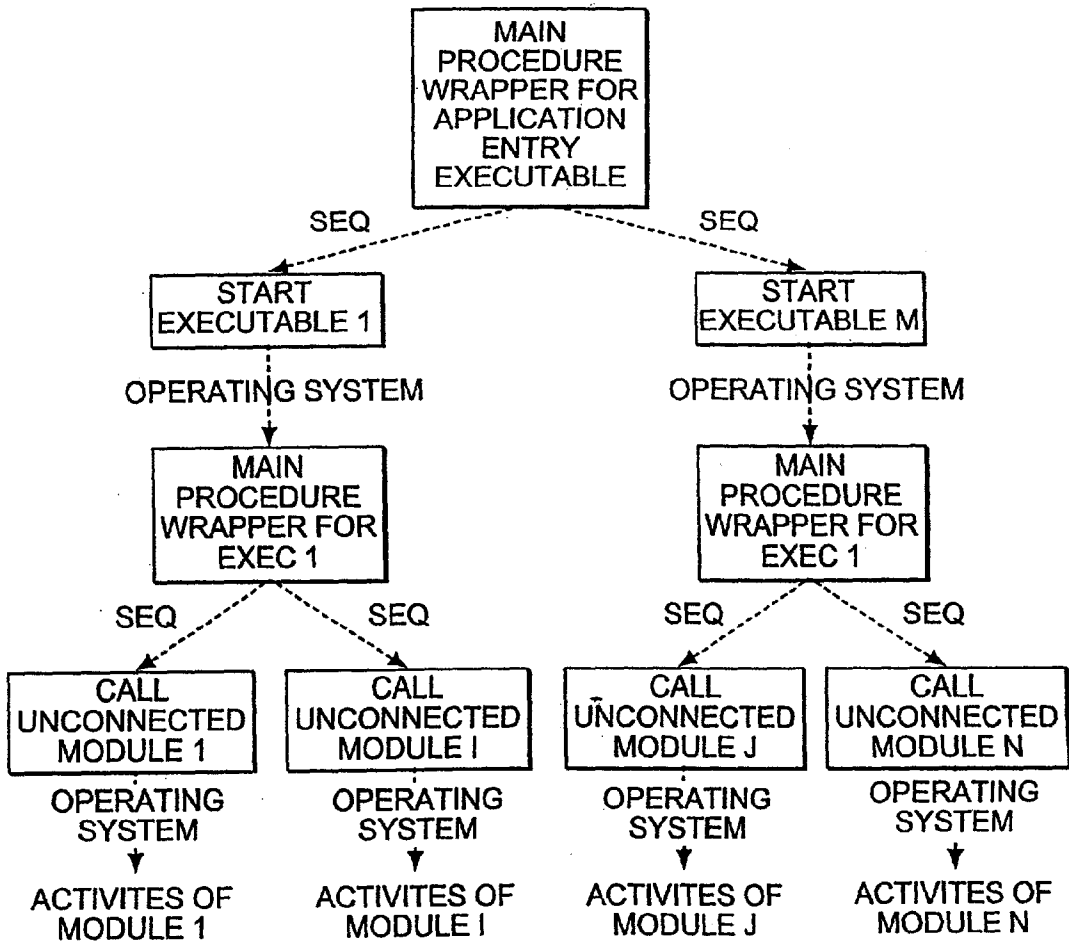 MAIN
PROCEDURE
WRAPPER FOR
APPLICATION
ENTRY
EXECUTABLE
SEQ
SEQ
START
EXECUTABLE 1
START
EXECUTABLE M
OPERATING SYSTEM
OPERATING SYSTEM
MAIN
PROCEDURE
WRAPPER FOR
EXEC 1
MAIN
PROCEDURE
WRAPPER FOR
EXEC 1
SEQ
SEQ
SEQ
SEQ
CALL
UNCONNECTED
MODULE 1
CALL
UNCONNECTED
MODULE I
CALL
UNCONNECTED
MODULE J
CALL
UNCONNECTED
MODULE N
OPERATING
SYSTEM
OPERATING
SYSTEM
OPERATING
SYSTEM
OPERATING
SYSTEM
ACTIVITES OF
MODULE 1
ACTIVITES OF
MODULE I
ACTIVITES OF
MODULE J
ACTIVITES OF
MODULE N